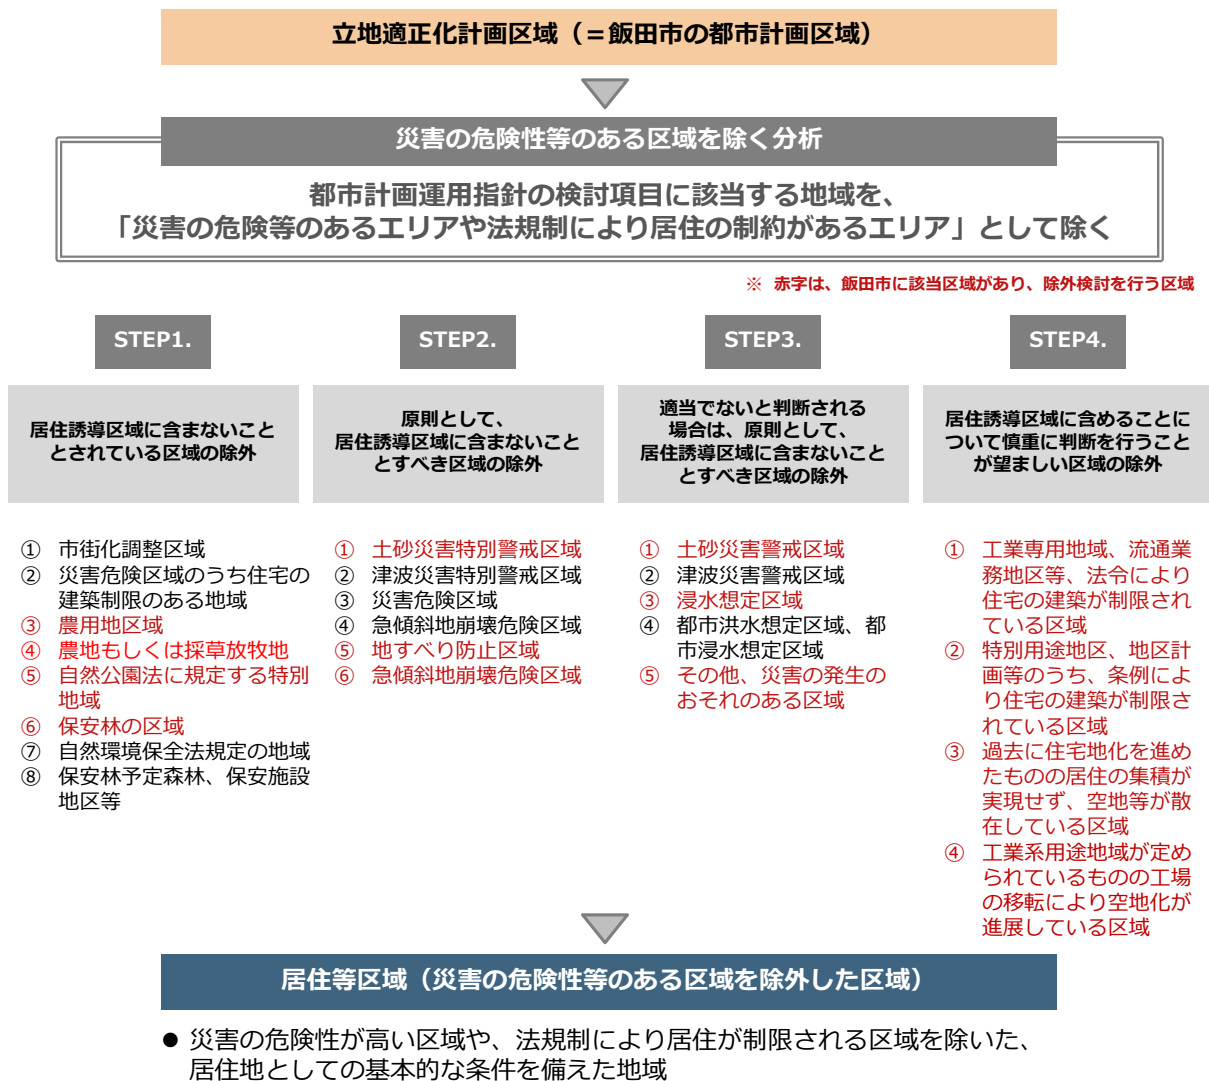 立地適正化計画区域（＝飯田市の都市計画区域）
災害の危険性等のある区域を除く分析
都市計画運用指針の検討項目に該当する地域を、
「災害の危険等のあるエリアや法規制により居住の制約があるエリア」として除く
※ 赤字は、飯田市に該当区域があり、除外検討を行う区域
STEP1.
居住誘導区域に含まないこと
とされている区域の除外
① 市街化調整区域
② 災害危険区域のうち住宅の
建築制限のある地域
③ 農用地区域
④ 農地もしくは採草放牧地
⑤ 自然公園法に規定する特別
地域
⑥ 保安林の区域
⑦ 自然環境保全法規定の地域
⑧ 保安林予定森林、保安施設
地区等
STEP2.
原則として、
居住誘導区域に含まないこと
とすべき区域の除外
① 土砂災害特別警戒区域
② 津波災害特別警戒区域
③ 災害危険区域
④ 急傾斜地崩壊危険区域
⑤ 地すべり防止区域
⑥ 急傾斜地崩壊危険区域
STEP3.
適当でないと判断される
場合は、原則として、
居住誘導区域に含まないこと
とすべき区域の除外
① 土砂災害警戒区域
② 津波災害警戒区域
③ 浸水想定区域
④ 都市洪水想定区域、都
市浸水想定区域
⑤ その他、災害の発生の
おそれのある区域
STEP4.
居住誘導区域に含めることに
ついて慎重に判断を行うこと
が望ましい区域の除外
① 工業専用地域、流通業
務地区等、法令により
住宅の建築が制限され
ている区域
② 特別用途地区、地区計
画等のうち、条例によ
り住宅の建築が制限さ
れている区域
③ 過去に住宅地化を進め
たものの居住の集積が
実現せず、空地等が散
在している区域
④ 工業系用途地域が定め
られているものの工場
の移転により空地化が
進展している区域
居住等区域（災害の危険性等のある区域を除外した区域）
● 災害の危険性が高い区域や、法規制により居住が制限される区域を除いた、
居住地としての基本的な条件を備えた地域